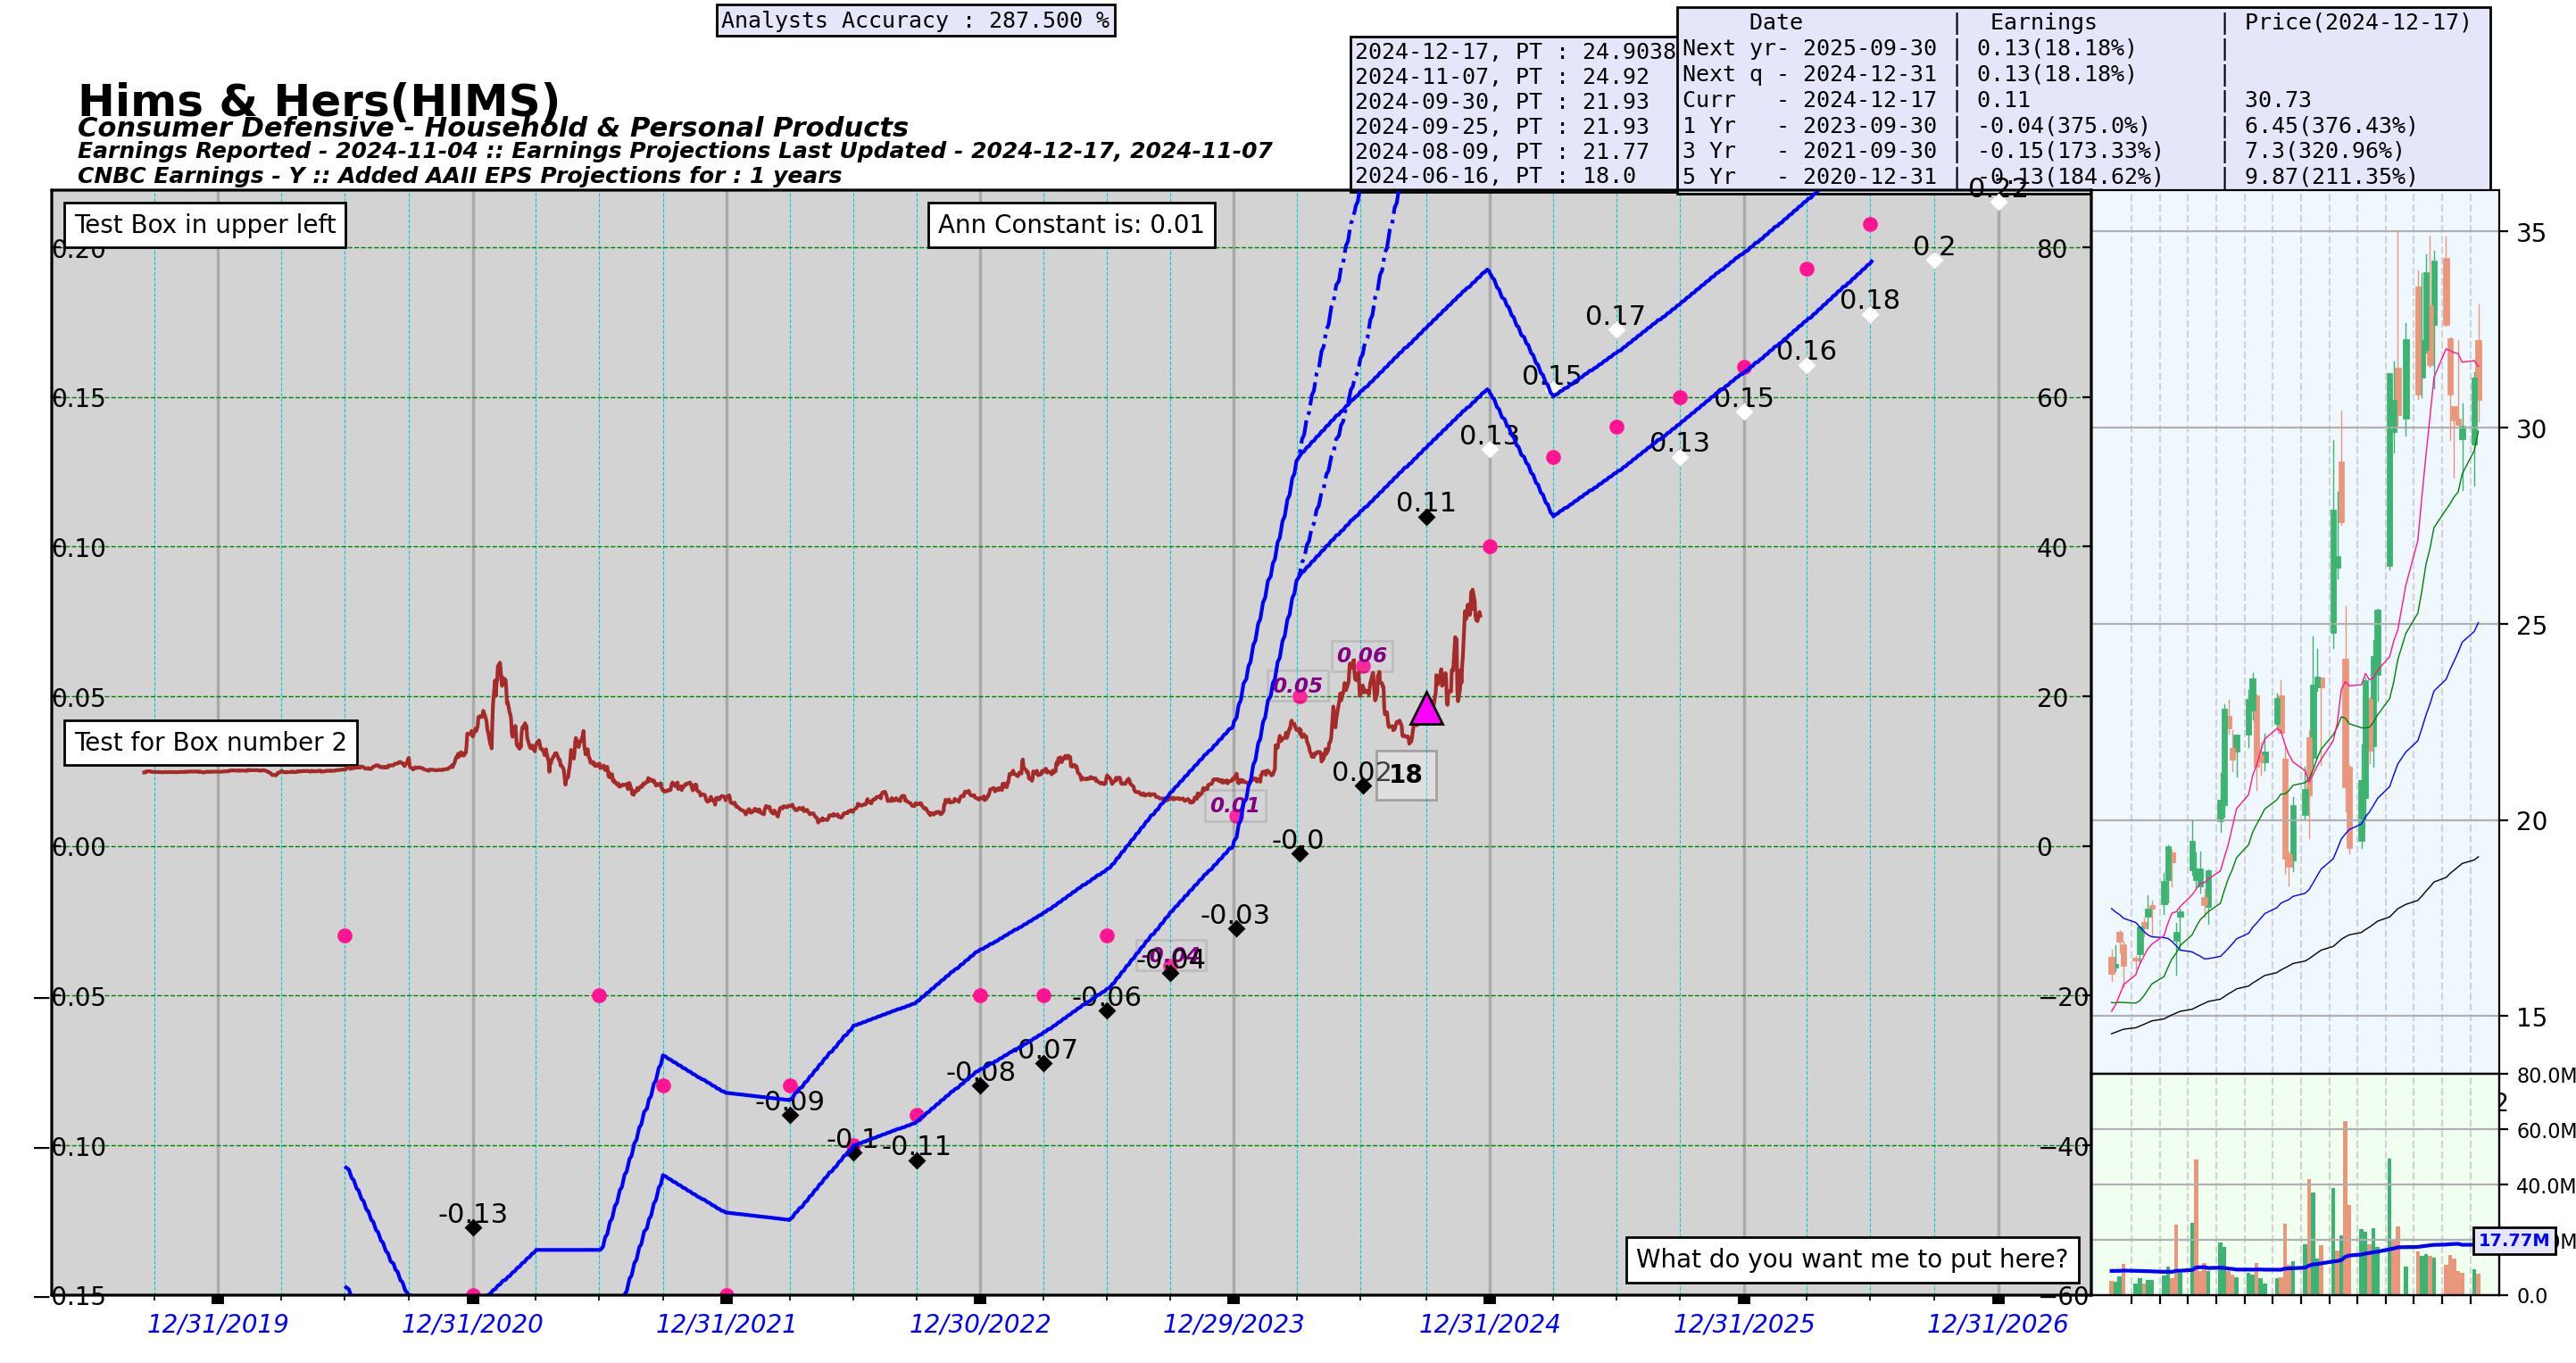 Analysts Accuracy : 287.500 %
Hims & Hers(HIMS)
Consumer Defensive - Household & Personal Products
Earnings Reported - 2024-11-04 :: Earnings Projections Last Updated - 2024-12-17, 2024-11-07
CNBC Earnings - Y :: Added AAII EPS Projections for : 1 years
2024-12-17, PT : 24.9038
2024-11-07, PT : 24.92
2024-09-30, PT : 21.93
2024-09-25, PT : 21.93
2024-08-09, PT : 21.77
2024-06-16, PT : 18.0
Date | Earnings | Price(2024-12-17)
Next yr- 2025-09-30 | 0.13(18.18%) |
Next q - 2024-12-31 | 0.13(18.18%) |
Curr - 2024-12-17 | 0.11 | 30.73
1 Yr - 2023-09-30 | -0.04(375.0%) | 6.45(376.43%)
3 Yr - 2021-09-30 | -0.15(173.33%) | 7.3(320.96%)
5 Yr - 2020-12-31 | -0.13(184.62%) | 9.87(211.35%)
Test Box in upper left
Ann Constant is: 0.01
0.22
0.2
0.18
0.17
0.16
0.15
0.15
0.13
0.13
0.11
0.06
0.05
0.02
18
0.01
-0.0
-0.03
-0.04
-0.04
-0.06
-0.07
-0.08
-0.09
-0.1
-0.11
-0.13
Test for Box number 2
What do you want me to put here?
0.20
0.15
0.10
0.05
0.00
−0.05
−0.10
−0.15
80
60
40
20
0
−20
−40
−60
35
30
25
20
15
80.0M
60.0M
40.0M
17.77M
0.0
12/31/2019
12/31/2020
12/31/2021
12/30/2022
12/29/2023
12/31/2024
12/31/2025
12/31/2026